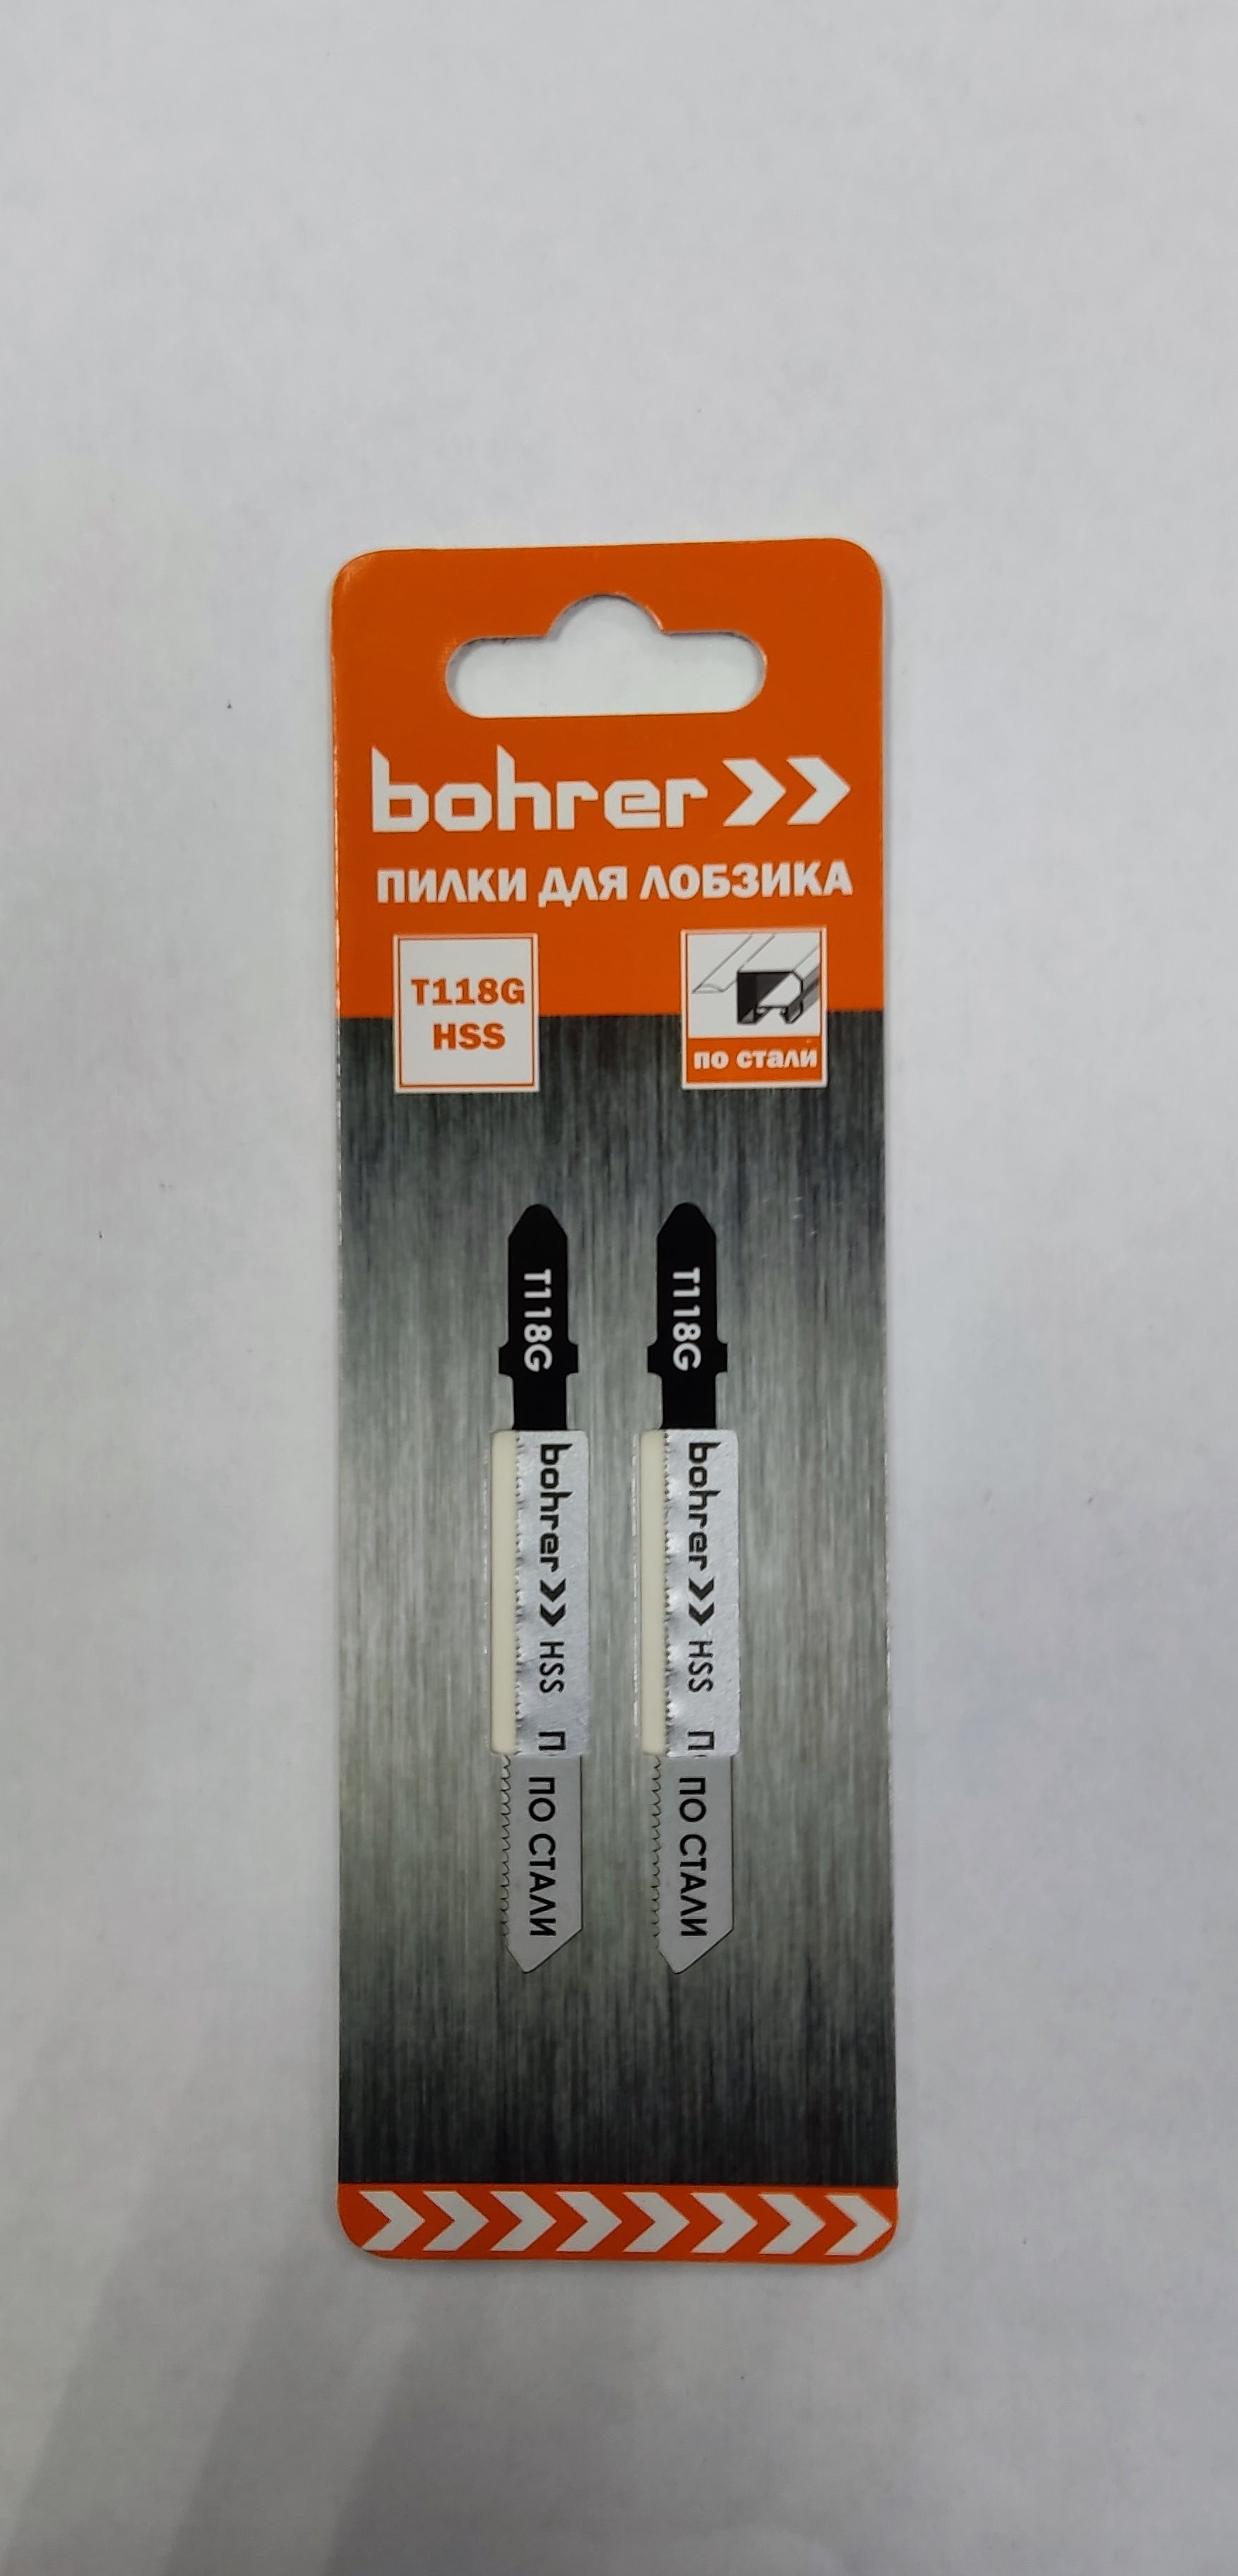 bohrer
ПИЛКИ ДЛЯ ЛОБЗИКА
T118G
HSS
по стали
T118G
bohrer HSS П
ПО СТАЛИ
T118G
bohrer HSS П
ПО СТАЛИ